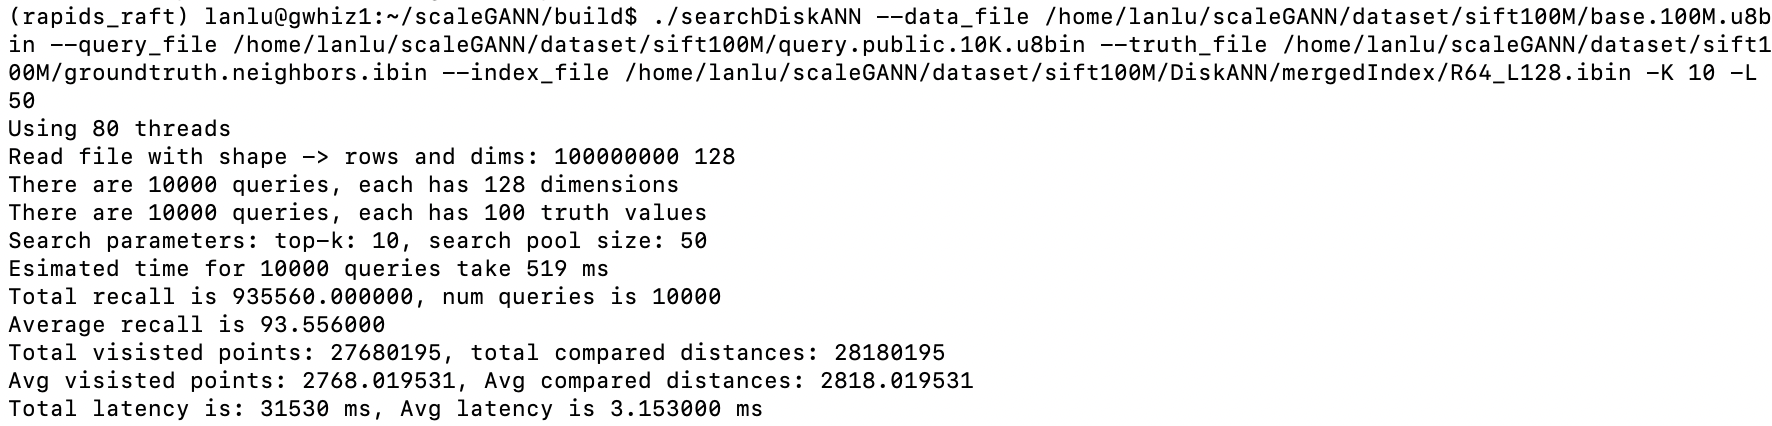 (rapids_raft) lanlu@gwhiz1:~/scaleGANN/build$ ./searchDiskANN --data_file /home/lanlu/scaleGANN/dataset/sift100M/base.100M.u8b
in --query_file /home/lanlu/scaleGANN/dataset/sift100M/query.public.10K.u8bin --truth_file /home/lanlu/scaleGANN/dataset/sift1
00M/groundtruth.neighbors.ibin --index_file /home/lanlu/scaleGANN/dataset/sift100M/DiskANN/mergedIndex/R64_L128.ibin -K 10 -L
50
Using 80 threads
Read file with shape -> rows and dims: 100000000 128
There are 10000 queries, each has 128 dimensions
There are 10000 queries, each has 100 truth values
Search parameters: top-k: 10, search pool size: 50
Esimated time for 10000 queries take 519 ms
Total recall is 935560.000000, num queries is 10000
Average recall is 93.556000
Total visisted points: 27680195, total compared distances: 28180195
Avg visisted points: 2768.019531, Avg compared distances: 2818.019531
Total latency is: 31530 ms, Avg latency is 3.153000 ms